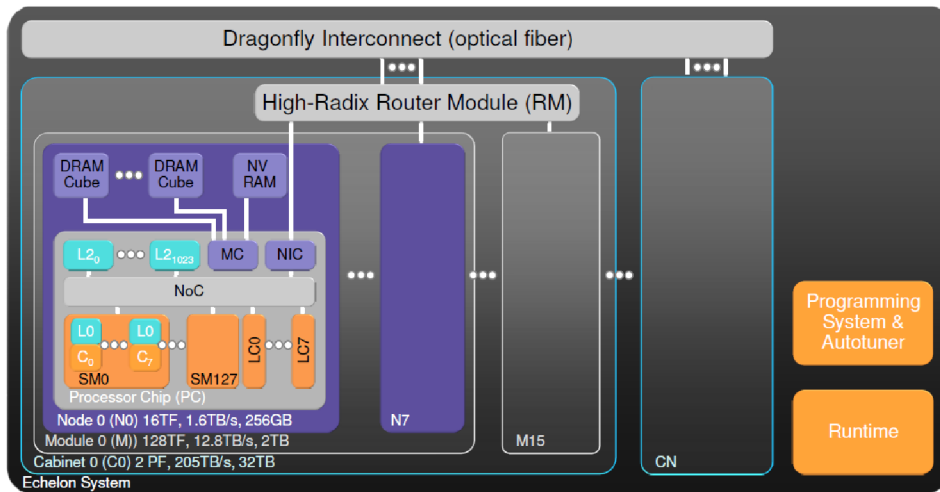 Dragonfly Interconnect (optical fiber)
High-Radix Router Module (RM)
DRAM
Cube
DRAM
Cube
NV
RAM
L2₀
L2₁₀₂₃
MC
NIC
NoC
L0
L0
C₀
C₇
SM0
SM127
LC0
LC7
Processor Chip (PC)
Node 0 (N0) 16TF, 1.6TB/s, 256GB
N7
Module 0 (M)) 128TF, 12.8TB/s, 2TB
M15
Cabinet 0 (C0) 2 PF, 205TB/s, 32TB
CN
Echelon System
Programming
System &
Autotuner
Runtime